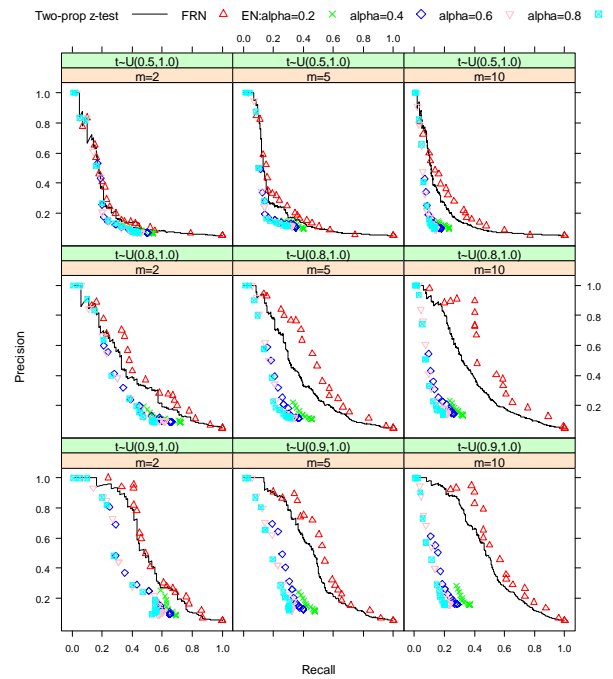 Two-prop z-test FRN EN:alpha=0.2 alpha=0.4 alpha=0.6 alpha=0.8
0.0 0.2 0.4 0.6 0.8 1.0
t~U(0.5,1.0) t~U(0.5,1.0) t~U(0.5,1.0)
m=2 m=5 m=10
1.0
0.8
0.6
0.4
0.2
t~U(0.8,1.0) t~U(0.8,1.0) t~U(0.8,1.0)
m=2 m=5 m=10
1.0
0.8
0.6
0.4
0.2
Precision
t~U(0.9,1.0) t~U(0.9,1.0) t~U(0.9,1.0)
m=2 m=5 m=10
1.0
0.8
0.6
0.4
0.2
0.0 0.2 0.4 0.6 0.8 1.0 0.0 0.2 0.4 0.6 0.8 1.0
Recall